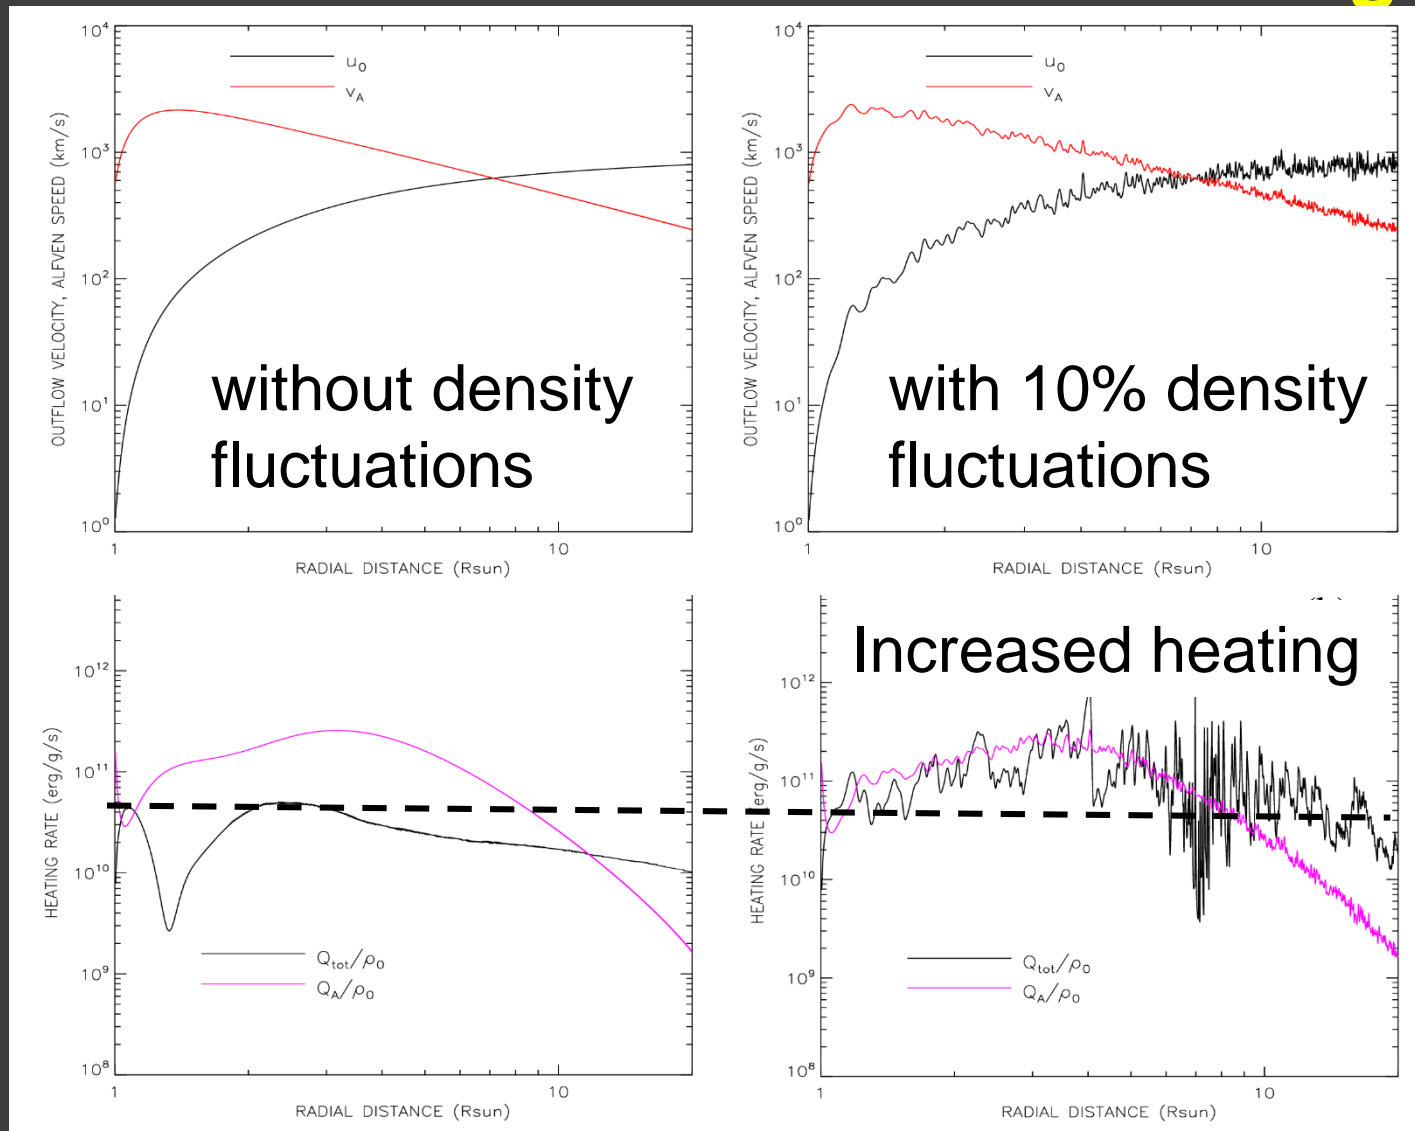 10⁴
10³
10²
10¹
10⁰
OUTFLOW VELOCITY, ALFVEN SPEED (km/s)
u₀
v_A
without density
fluctuations
1
10
RADIAL DISTANCE (Rsun)
10⁴
10³
10²
10¹
10⁰
OUTFLOW VELOCITY, ALFVEN SPEED (km/s)
u₀
v_A
with 10% density
fluctuations
1
10
RADIAL DISTANCE (Rsun)
10¹²
10¹¹
10¹⁰
10⁹
10⁸
HEATING RATE (erg/g/s)
Q_tot/ρ₀
Q_A/ρ₀
1
10
RADIAL DISTANCE (Rsun)
Increased heating
10¹²
10¹¹
10¹⁰
10⁹
10⁸
HEATING RATE (erg/g/s)
Q_tot/ρ₀
Q_A/ρ₀
1
10
RADIAL DISTANCE (Rsun)